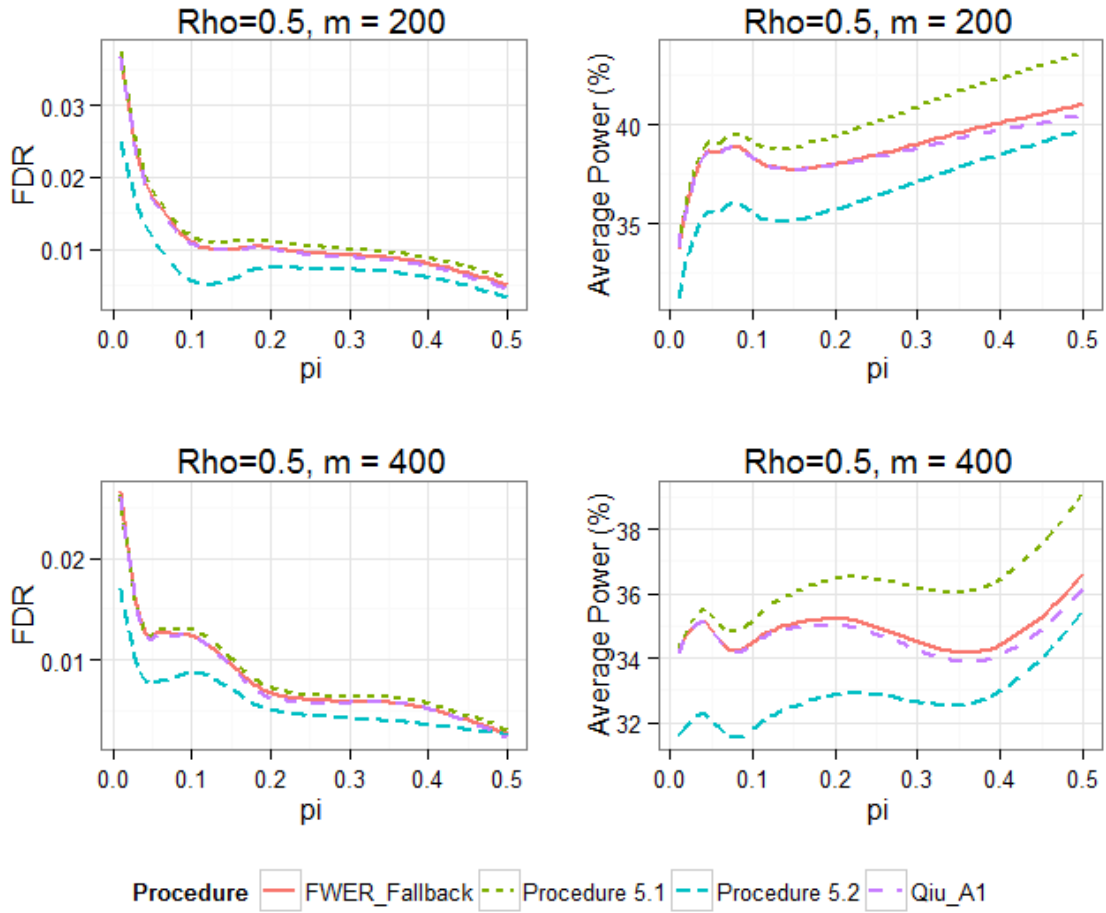 Rho=0.5, m = 200
FDR
0.03
0.02
0.01
0.0 0.1 0.2 0.3 0.4 0.5
pi
Rho=0.5, m = 200
Average Power (%)
40
35
0.0 0.1 0.2 0.3 0.4 0.5
pi
Rho=0.5, m = 400
FDR
0.02
0.01
0.0 0.1 0.2 0.3 0.4 0.5
pi
Rho=0.5, m = 400
Average Power (%)
38
36
34
32
0.0 0.1 0.2 0.3 0.4 0.5
pi
Procedure FWER_Fallback Procedure 5.1 Procedure 5.2 Qiu_A1